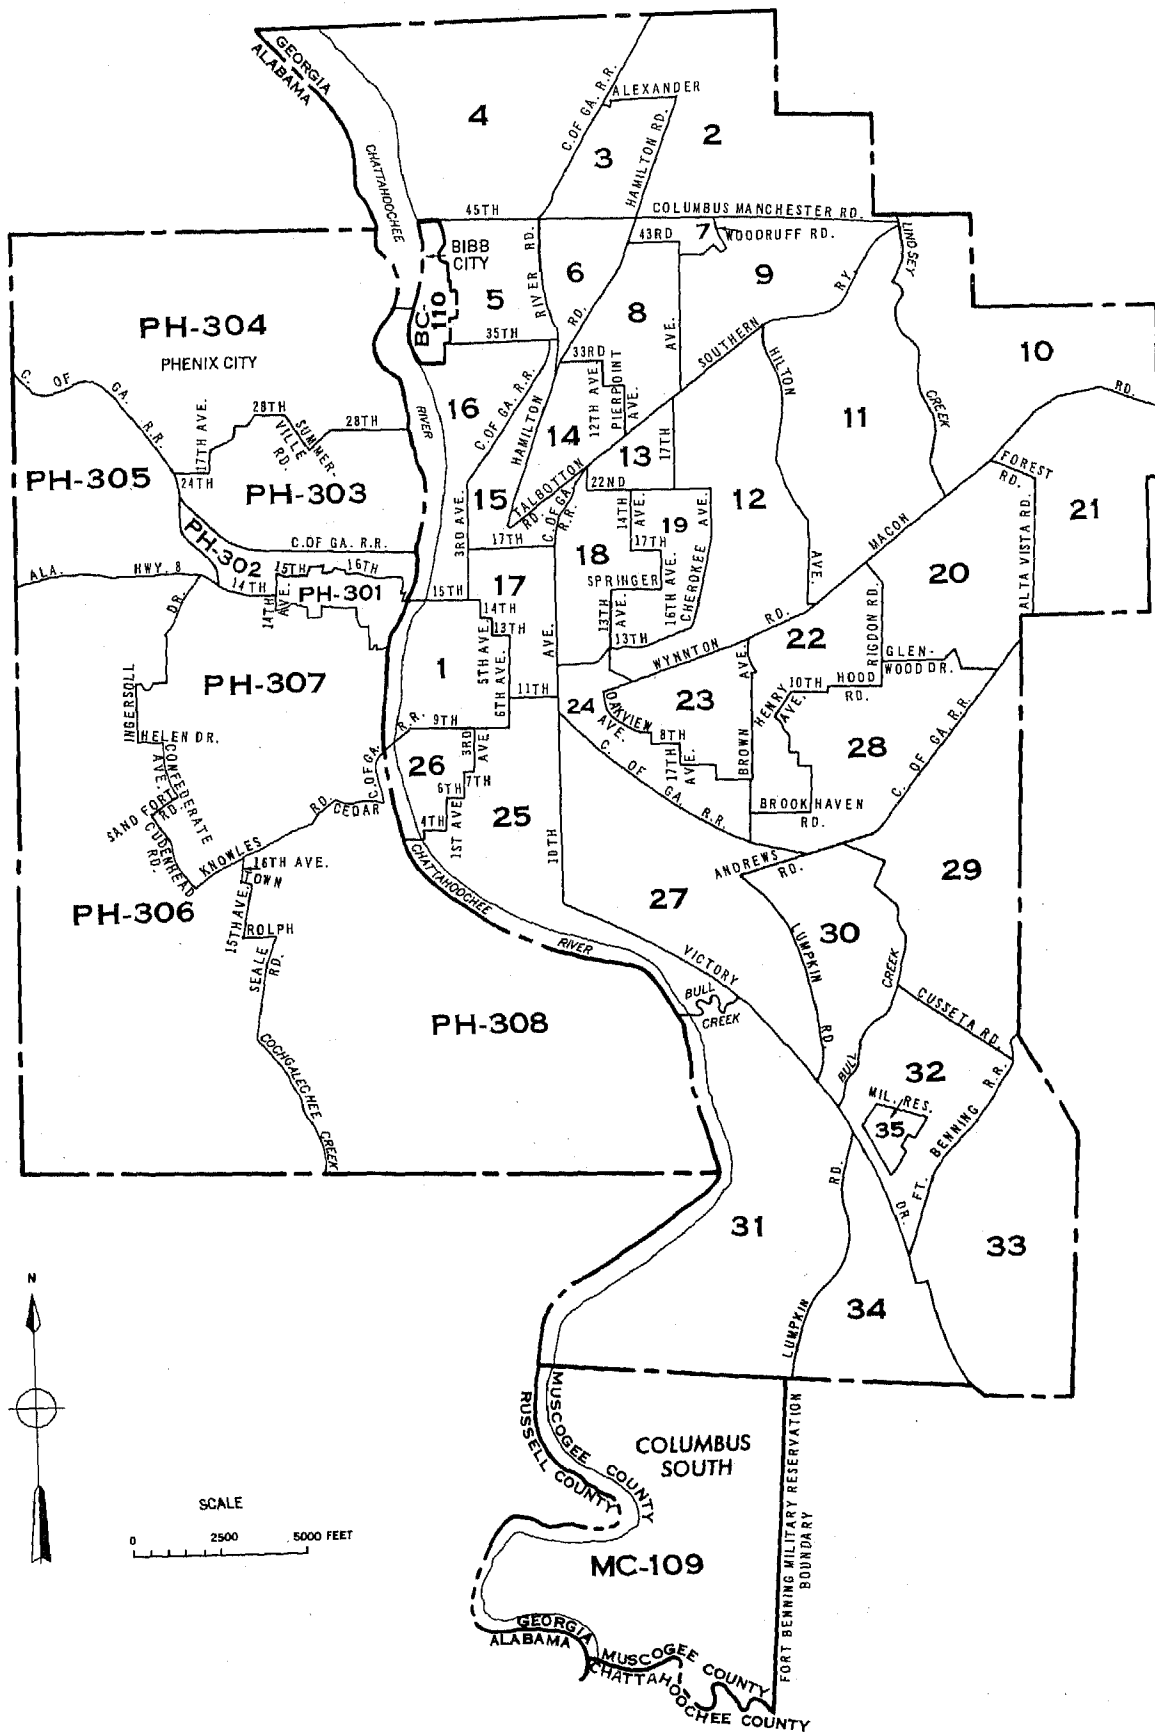 GEORGIA
ALABAMA
4
C. OF GA. R.R.
ALEXANDER
2
3
HAMILTON RD.
CHATTAHOOCHEE
45TH
COLUMBUS MANCHESTER RD.
BIBB
CITY
RIVER RD.
43RD
7
WOODRUFF RD.
LINDSEY
CREEK
5
6
8
9
SOUTHERN RY.
BC-
110
35TH
10
RD.
PH-304
PHENIX CITY
C. OF GA. R.R.
33RD
AVE.
HILTON
AVE.
12TH AVE.
PIERPOINT
AVE.
11
RIVER
16
C. OF GA. R.R.
HAMILTON
RD.
14
28TH
28TH
17TH AVE.
SUMMER-
VILLE
RD.
13
17TH
PH-305
24TH
PH-303
22ND
FOREST
RD.
15
TALBOTTON
RD.
C. OF GA.
R.R.
14TH
AVE.
19
12
21
3RD AVE.
MACON
ALTA VISTA RD.
PH-302
C. OF GA. R.R.
17TH
18
17TH
16TH AVE.
CHEROKEE
AVE.
20
ALA.
HWY. 8
15TH
16TH
14TH
14TH
AVE.
PH-301
15TH
17
SPRINGER
13TH
AVE.
14TH
13TH
13TH
WYNNTON
RD.
22
RIGDON RD.
GLEN-
WOOD DR.
DR.
INGERSOLL
PH-307
1
5TH AVE.
6TH AVE.
AVE.
11TH
24
OAKVIEW
AVE.
23
BROWN
AVE.
HENRY
AVE.
10TH
HOOD
RD.
C. OF GA. R.R.
HELEN DR.
CONFEDERATE
AVE.
C. OF GA. R.R.
9TH
3RD
AVE.
8TH
17TH
AVE.
28
26
7TH
6TH
C. OF GA. R.R.
SAND FORT
RD.
CUDENHEAD
RD.
KNOWLES
RD.
CEDAR
4TH
1ST AVE.
25
10TH
BROOKHAVEN
RD.
16TH AVE.
TOWN
15TH AVE.
ANDREWS
RD.
29
PH-306
CHATTAHOOCHEE
RIVER
27
ROLPH
SEALE
RD.
30
LUMPKIN
RD.
VICTORY
DR.
BULL
CREEK
PH-308
BULL
CREEK
CUSSETA RD.
COCHGALECHEE
CREEK
32
MIL. RES.
35
FT. BENNING R.R.
31
LUMPKIN
RD.
33
34
N
MUSCOGEE COUNTY
RUSSELL COUNTY
COLUMBUS
SOUTH
SCALE
0 2500 5000 FEET
MC-109
FORT BENNING MILITARY RESERVATION
BOUNDARY
GEORGIA
ALABAMA
MUSCOGEE COUNTY
CHATTAHOOCHEE COUNTY